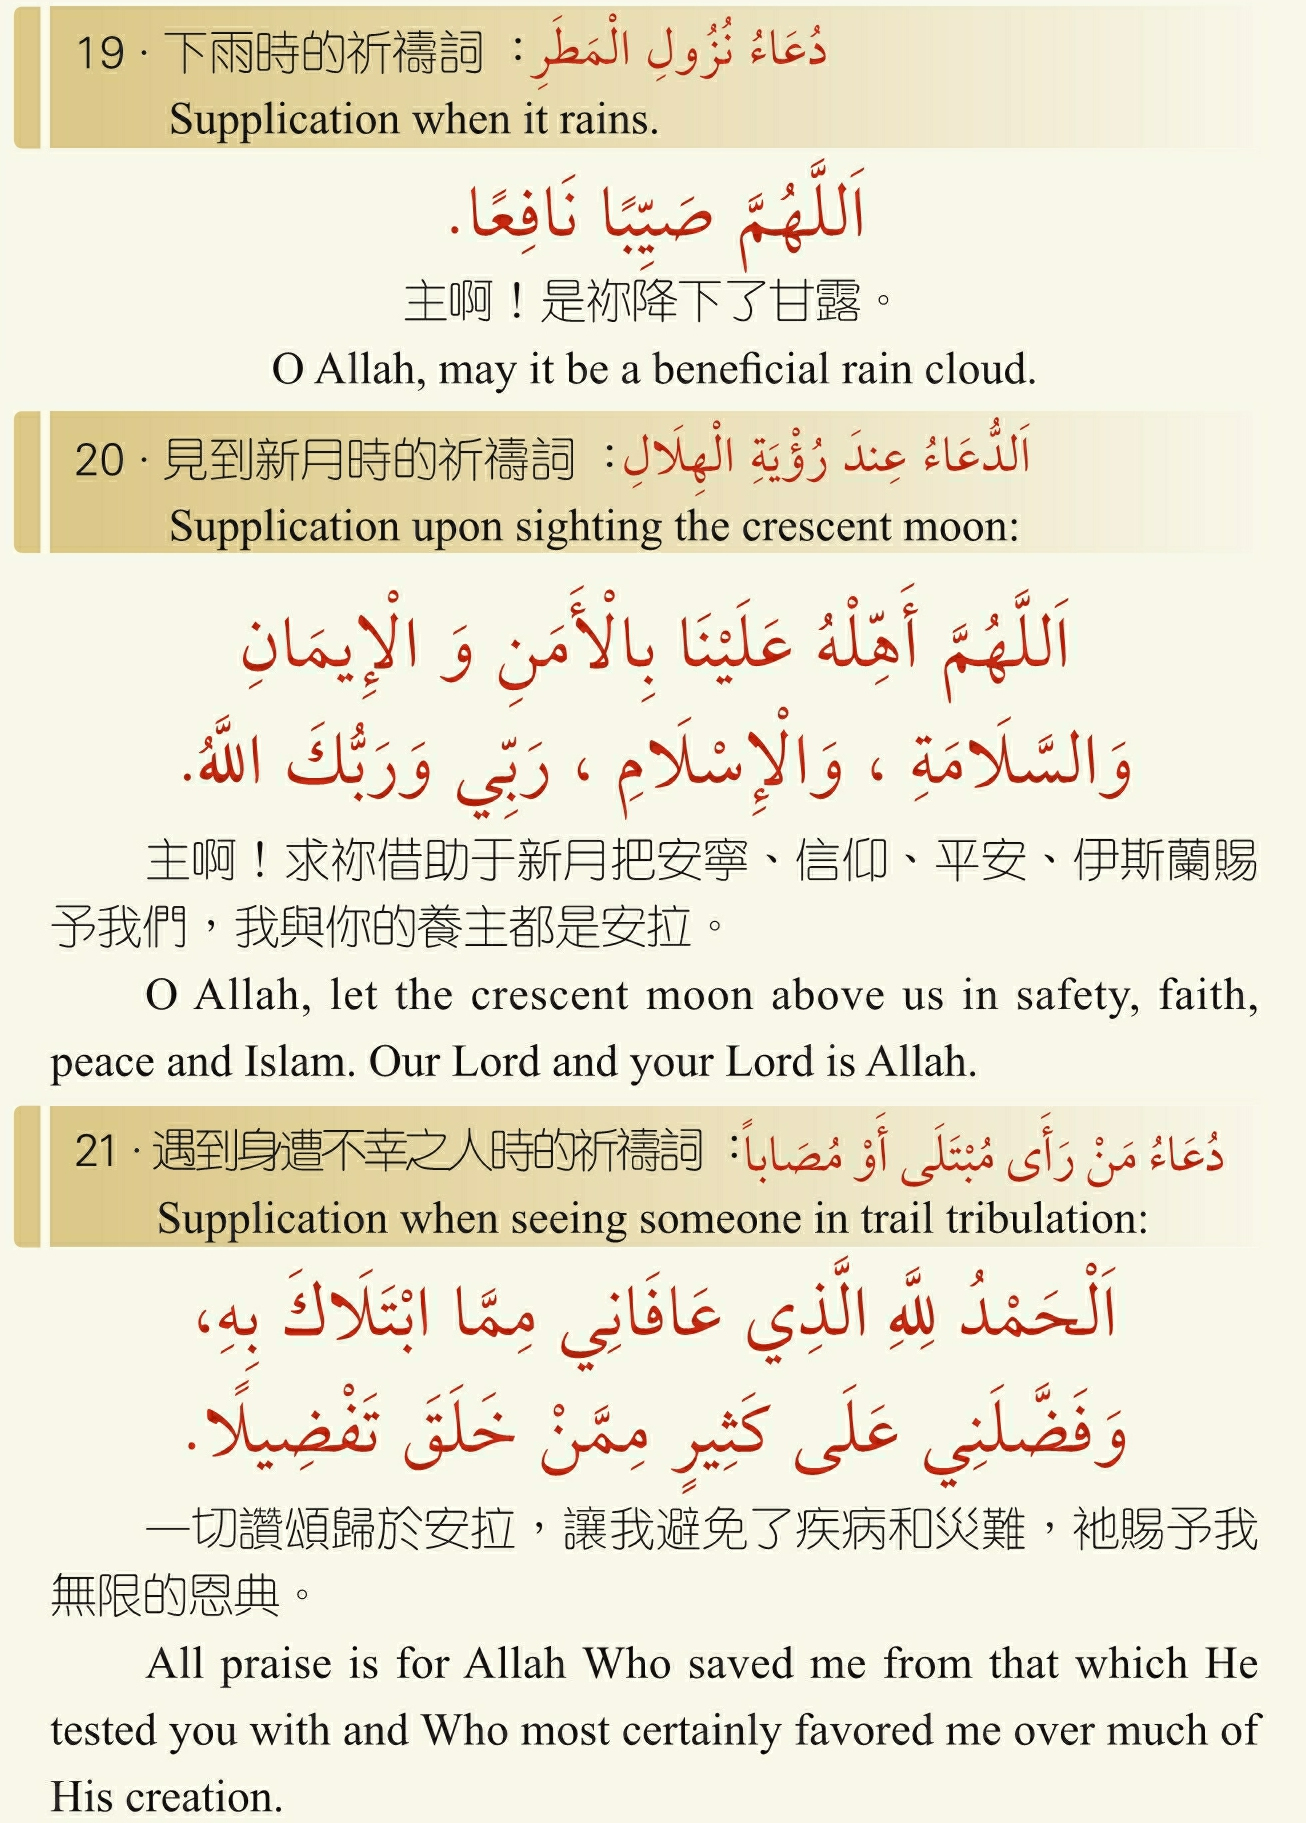 19 · 下雨時的祈禱詞 : دُعَاءُ نُزُولِ الْمَطَرِ
Supplication when it rains.
اَللَّهُمَّ صَيِّبًا نَافِعًا.
主啊！是祢降下了甘露。
O Allah, may it be a beneficial rain cloud.
20 · 見到新月時的祈禱詞 : اَلدُّعَاءُ عِندَ رُؤْيَةِ الْهِلَالِ
Supplication upon sighting the crescent moon:
اَللَّهُمَّ أَهِّلْهُ عَلَيْنَا بِالْأَمَنِ وَ الْإِيمَانِ
وَالسَّلَامَةِ ، وَالْإِسْلَامِ ، رَبِّي وَرَبُّكَ اللَّهُ.
主啊！求祢借助于新月把安寧、信仰、平安、伊斯蘭賜
予我們，我與你的養主都是安拉。
O Allah, let the crescent moon above us in safety, faith,
peace and Islam. Our Lord and your Lord is Allah.
21 · 遇到身遭不幸之人時的祈禱詞 : دُعَاءُ مَنْ رَأَى مُبْتَلَى أَوْ مُصَاباً
Supplication when seeing someone in trail tribulation:
اَلْحَمْدُ لِلَّهِ الَّذِي عَافَانِي مِمَّا ابْتَلَاكَ بِهِ،
وَفَضَّلَنِي عَلَى كَثِيرٍ مِمَّنْ خَلَقَ تَفْضِيلًا.
一切讚頌歸於安拉，讓我避免了疾病和災難，祂賜予我
無限的恩典。
All praise is for Allah Who saved me from that which He
tested you with and Who most certainly favored me over much of
His creation.